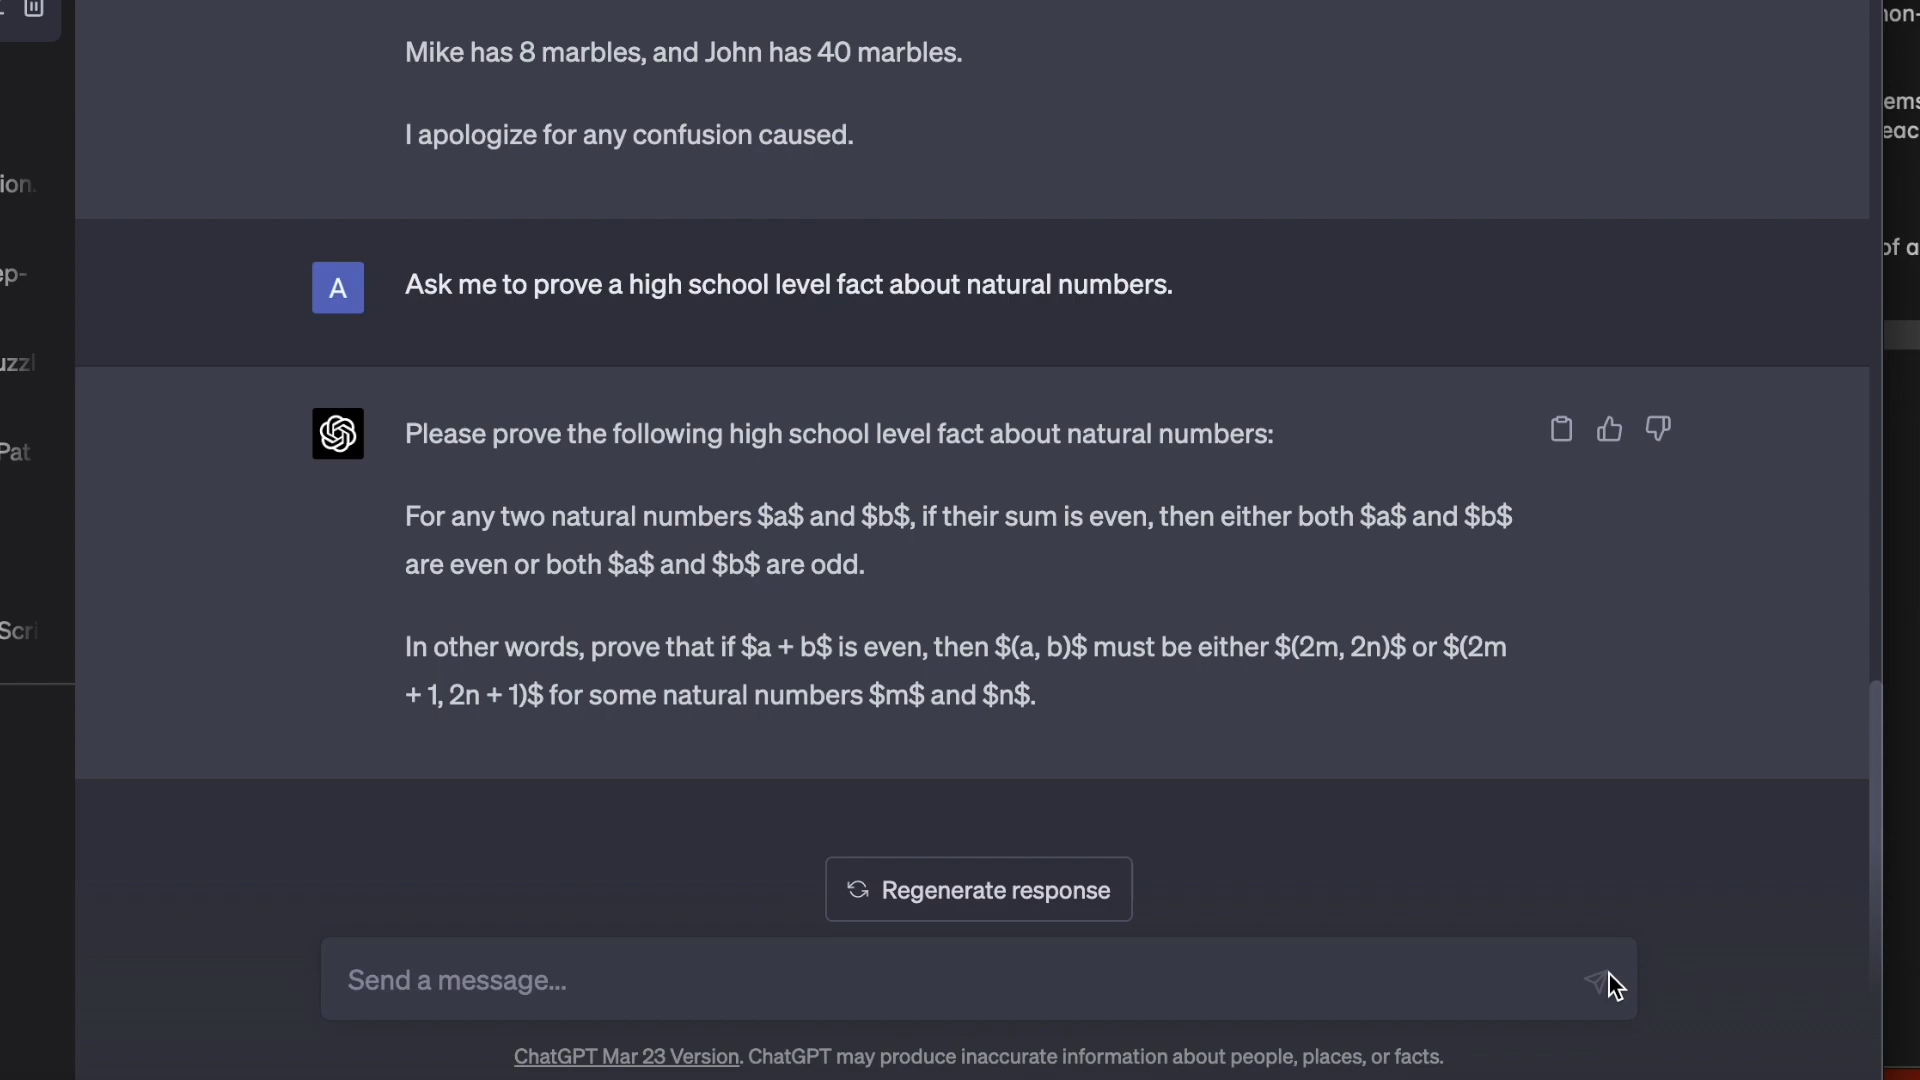 Mike has 8 marbles, and John has 40 marbles.
I apologize for any confusion caused.
A
Ask me to prove a high school level fact about natural numbers.
Please prove the following high school level fact about natural numbers:
For any two natural numbers $a$ and $b$, if their sum is even, then either both $a$ and $b$
are even or both $a$ and $b$ are odd.
In other words, prove that if $a + b$ is even, then $(a, b)$ must be either $(2m, 2n)$ or $(2m
+ 1, 2n + 1)$ for some natural numbers $m$ and $n$.
Regenerate response
Send a message...
ChatGPT Mar 23 Version. ChatGPT may produce inaccurate information about people, places, or facts.